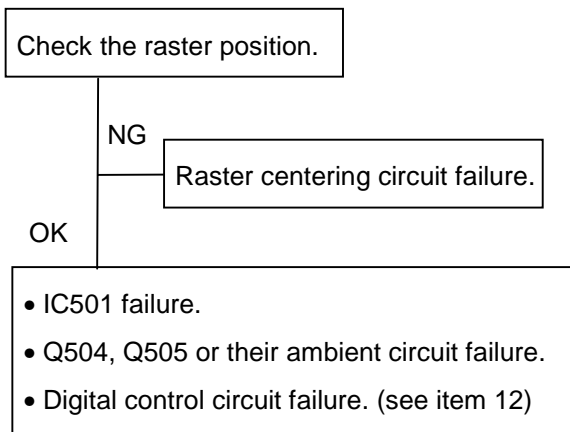 Check the raster position.
NG
Raster centering circuit failure.
OK
• IC501 failure.
• Q504, Q505 or their ambient circuit failure.
• Digital control circuit failure. (see item 12)